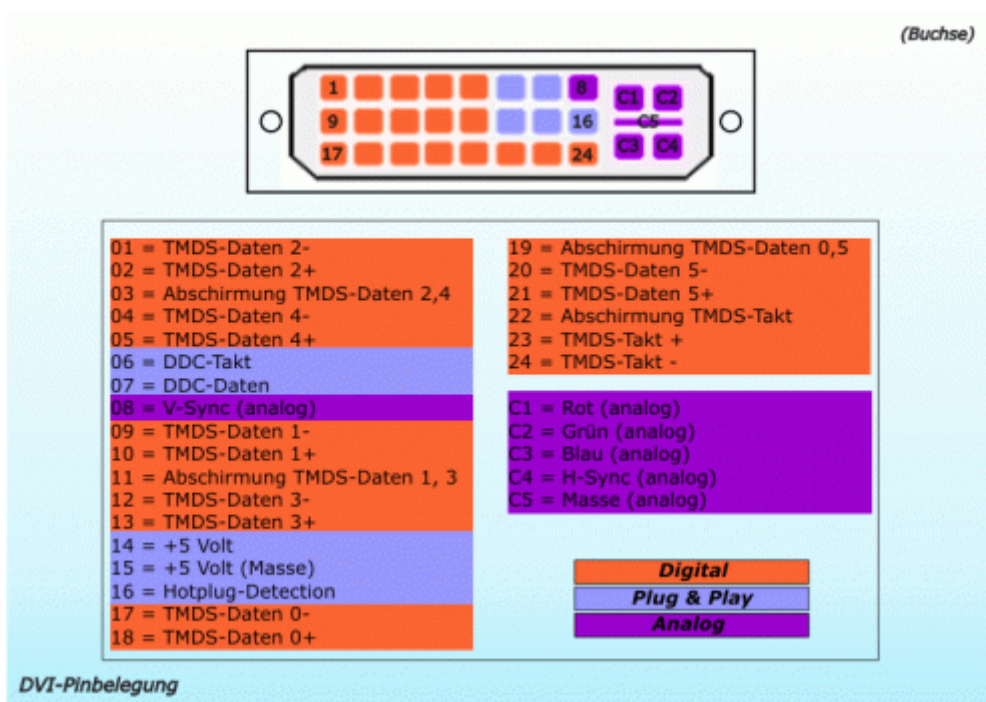 (Buchse)
1 8 C1 C2
9 16 C5
17 24 C3 C4
01 = TMDS-Daten 2-
02 = TMDS-Daten 2+
03 = Abschirmung TMDS-Daten 2,4
04 = TMDS-Daten 4-
05 = TMDS-Daten 4+
06 = DDC-Takt
07 = DDC-Daten
08 = V-Sync (analog)
09 = TMDS-Daten 1-
10 = TMDS-Daten 1+
11 = Abschirmung TMDS-Daten 1, 3
12 = TMDS-Daten 3-
13 = TMDS-Daten 3+
14 = +5 Volt
15 = +5 Volt (Masse)
16 = Hotplug-Detection
17 = TMDS-Daten 0-
18 = TMDS-Daten 0+
19 = Abschirmung TMDS-Daten 0,5
20 = TMDS-Daten 5-
21 = TMDS-Daten 5+
22 = Abschirmung TMDS-Takt
23 = TMDS-Takt +
24 = TMDS-Takt -
C1 = Rot (analog)
C2 = Grün (analog)
C3 = Blau (analog)
C4 = H-Sync (analog)
C5 = Masse (analog)
Digital
Plug & Play
Analog
DVI-Pinbelegung